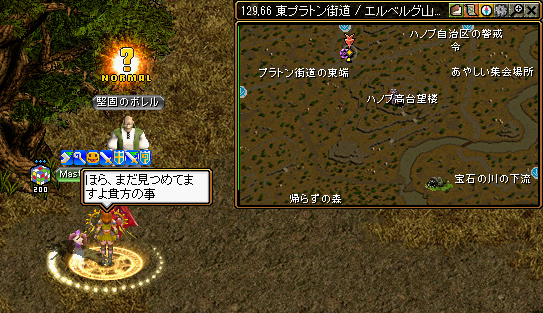 129,66 東プラトン街道 / エルベルグ山...
ハノブ自治区の警戒
令
プラトン街道の東端
あやしい集会場所
ハノブ高台望楼
宝石の川の下流
帰らずの森
?
NORMAL
堅固のボレル
Mast
200
ほら、まだ見つめてま
すよ貴方の事